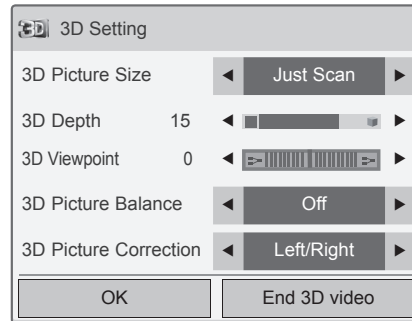 3D 3D Setting
3D Picture Size ◄ Just Scan ►
3D Depth 15 ◄ ►
3D Viewpoint 0 ◄ ►
3D Picture Balance ◄ Off ►
3D Picture Correction ◄ Left/Right ►
OK End 3D video